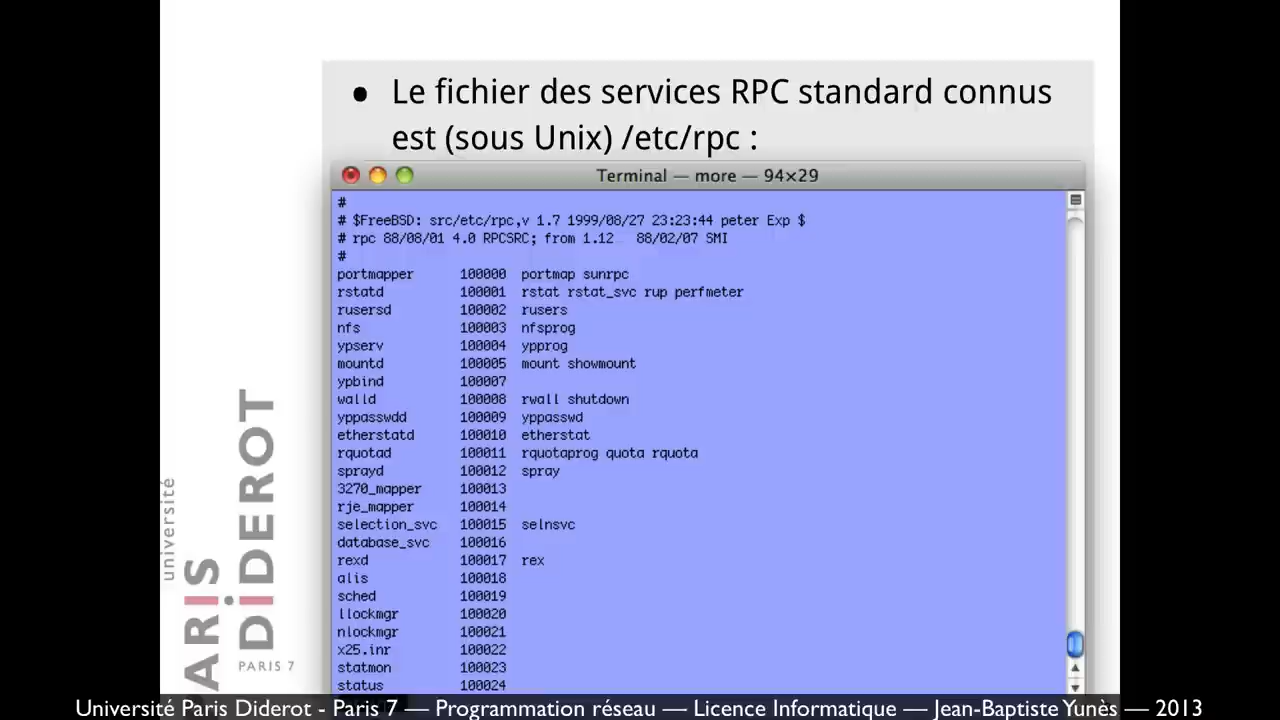 ● Le fichier des services RPC standard connus
est (sous Unix) /etc/rpc :
Terminal — more — 94×29
#
# $FreeBSD: src/etc/rpc,v 1.7 1999/08/27 23:23:44 peter Exp $
# rpc 88/08/01 4.0 RPCSRC; from 1.12   88/02/07 SMI
#
portmapper      100000  portmap sunrpc
rstatd          100001  rstat rstat_svc rup perfmeter
rusersd         100002  rusers
nfs             100003  nfsprog
ypserv          100004  ypprog
mountd          100005  mount showmount
ypbind          100007
walld           100008  rwall shutdown
yppasswdd       100009  yppasswd
etherstatd      100010  etherstat
rquotad         100011  rquotaprog quota rquota
sprayd          100012  spray
3270_mapper     100013
rje_mapper      100014
selection_svc   100015  selnsvc
database_svc    100016
rexd            100017  rex
alis            100018
sched           100019
llockmgr        100020
nlockmgr        100021
x25.inr         100022
statmon         100023
status          100024
université
ARIS
DiDEROT
PARIS 7
Université Paris Diderot - Paris 7 — Programmation réseau — Licence Informatique — Jean-Baptiste Yunès — 2013